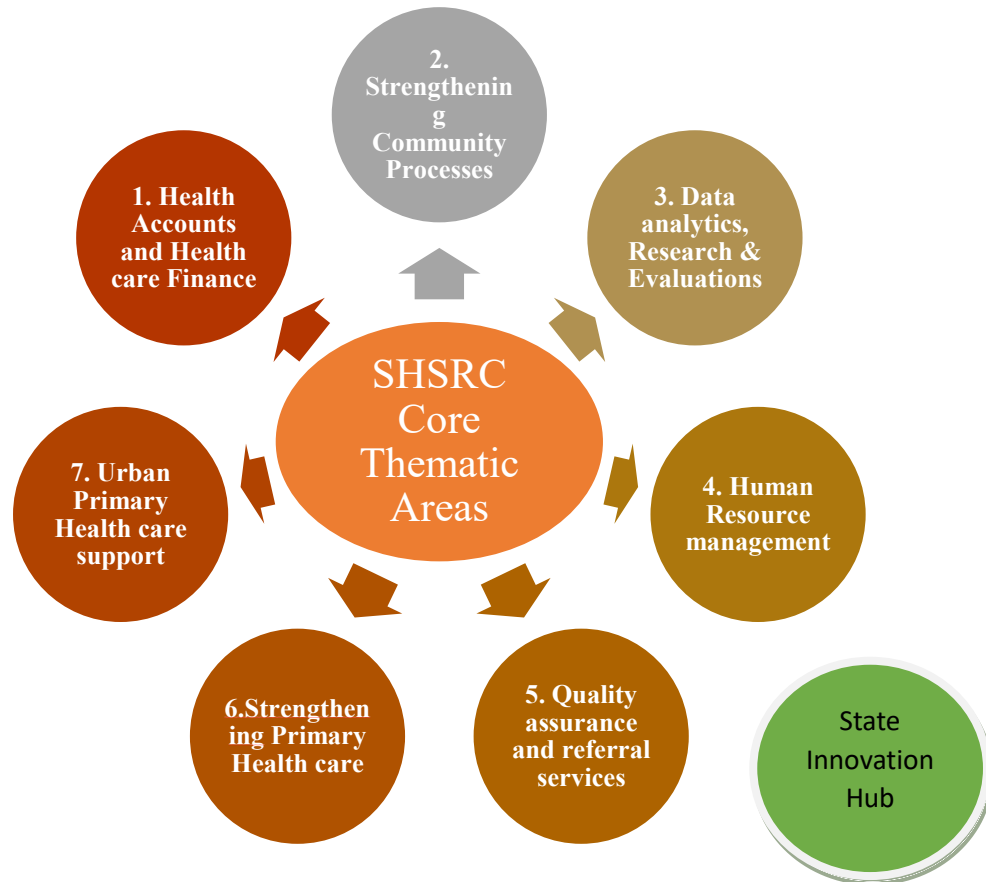 2.
Strengthenin
g
Community
Processes
1. Health
Accounts
and Health
care Finance
3. Data
analytics,
Research &
Evaluations
SHSRC
Core
Thematic
Areas
7. Urban
Primary
Health care
support
4. Human
Resource
management
6.Strengthen
ing Primary
Health care
5. Quality
assurance
and referral
services
State
Innovation
Hub